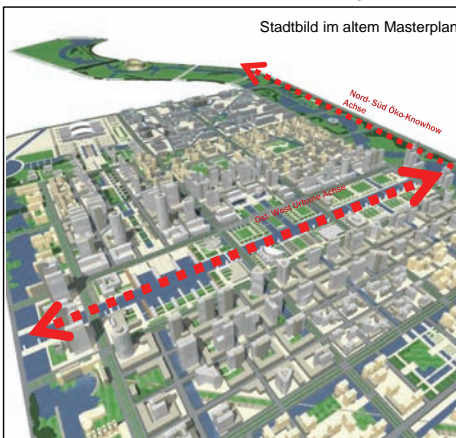 Stadtbild im altem Masterplan
Nord- Süd Öko-Knowhow
Achse
Ost- West Urbane Achse